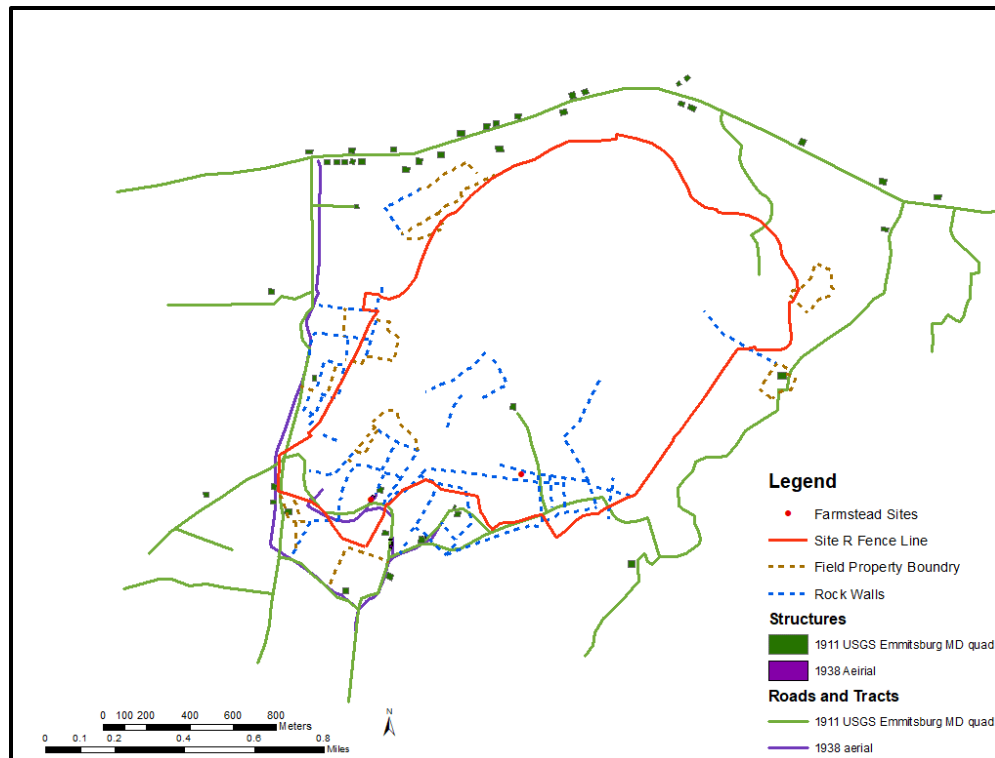 Legend
Farmstead Sites
Site R Fence Line
Field Property Boundry
Rock Walls
Structures
1911 USGS Emmitsburg MD quad
1938 Aeirial
Roads and Tracts
1911 USGS Emmitsburg MD quad
1938 aerial
N
0 100 200 400 600 800
Meters
0 0.1 0.2 0.4 0.6 0.8
Miles